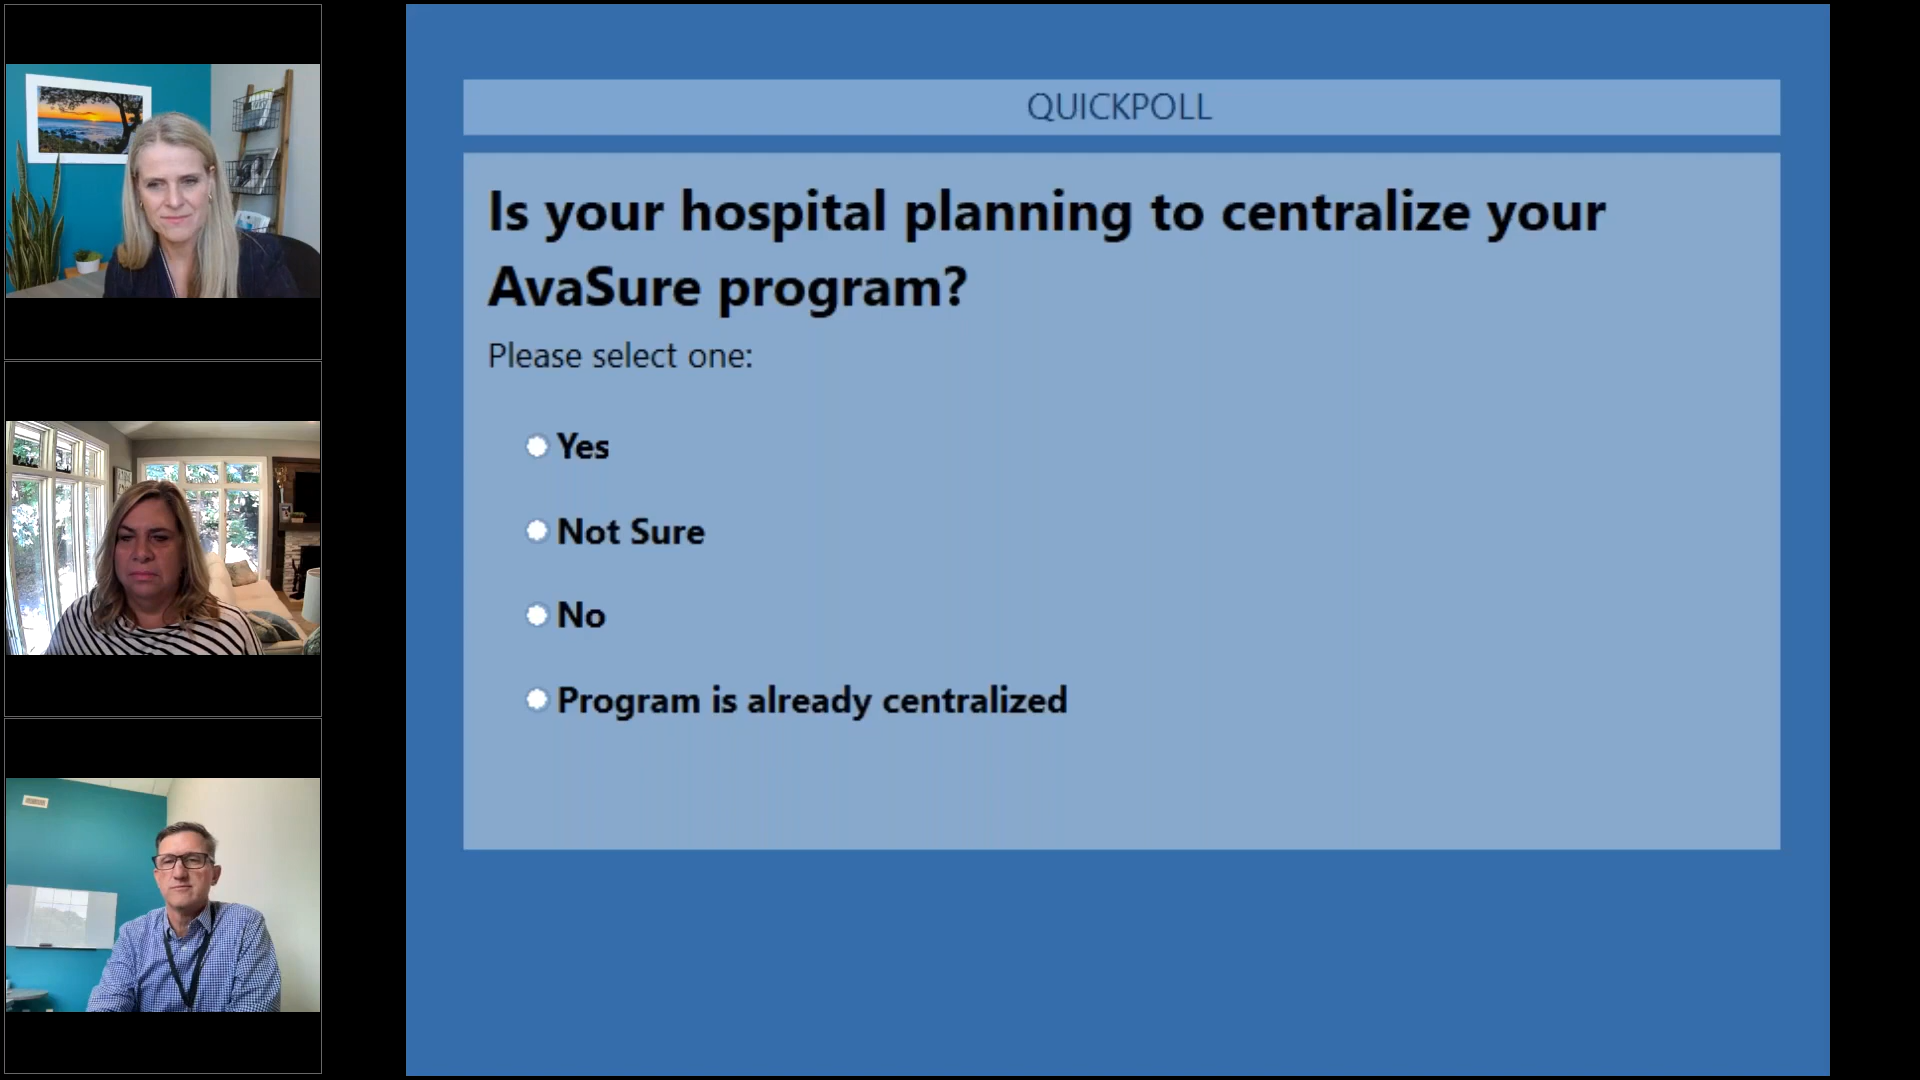 QUICKPOLL
Is your hospital planning to centralize your
AvaSure program?
Please select one:
Yes
Not Sure
No
Program is already centralized